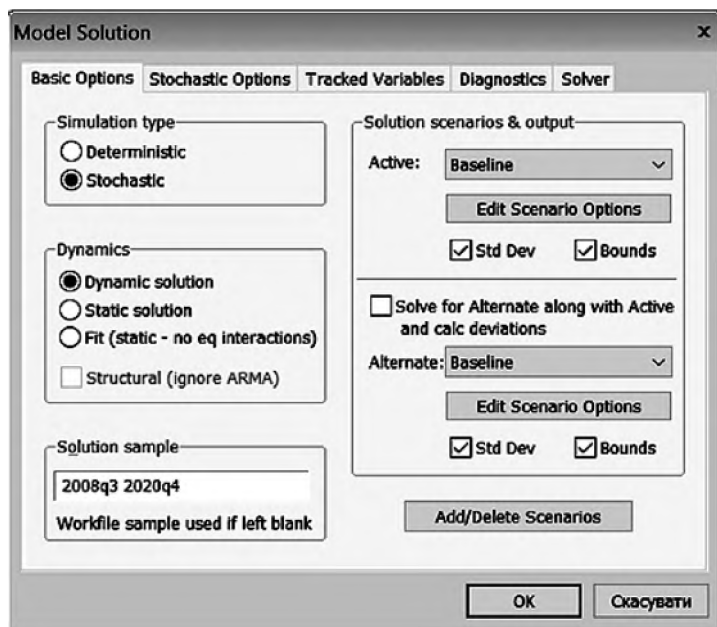 Model Solution
Basic Options Stochastic Options Tracked Variables Diagnostics Solver
Simulation type
Deterministic
Stochastic
Dynamics
Dynamic solution
Static solution
Fit (static - no eq interactions)
Structural (ignore ARMA)
Solution sample
2008q3 2020q4
Workfile sample used if left blank
Solution scenarios & output
Active: Baseline
Edit Scenario Options
Std Dev Bounds
Solve for Alternate along with Active
and calc deviations
Alternate: Baseline
Edit Scenario Options
Std Dev Bounds
Add/Delete Scenarios
OK Скасувати